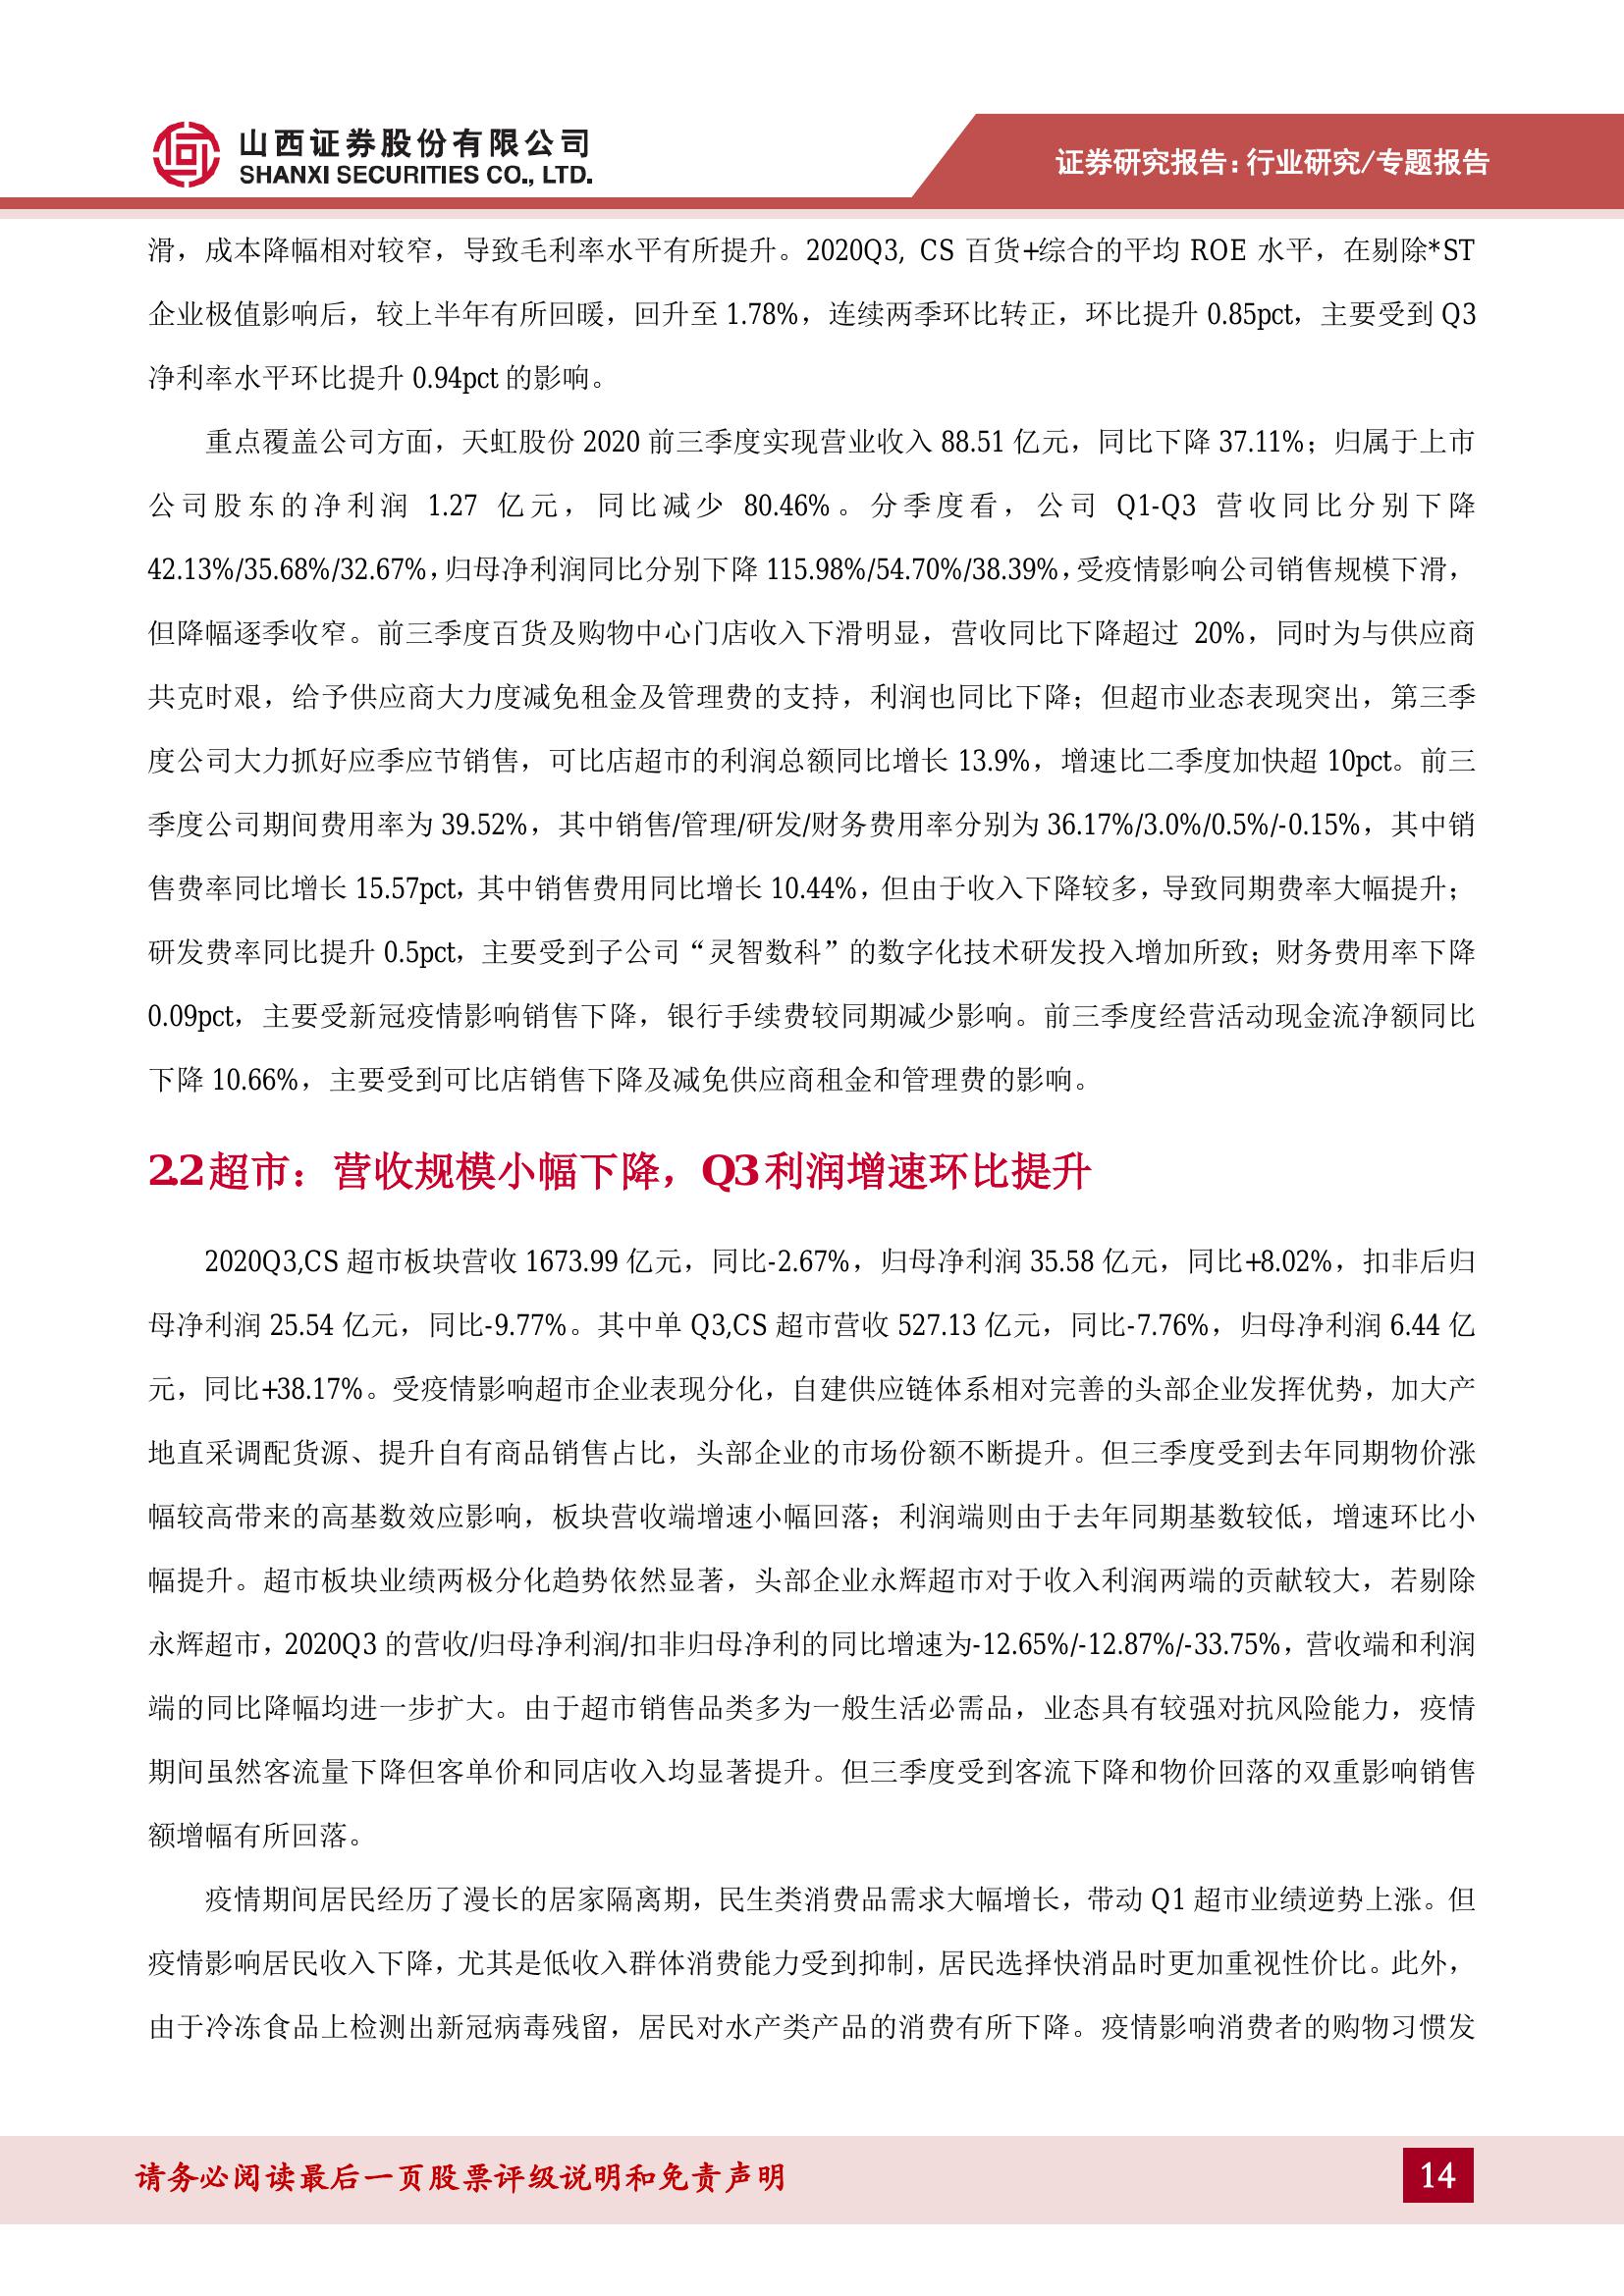 山西证券股份有限公司
SHANXI SECURITIES CO., LTD.
证券研究报告：行业研究/专题报告
滑，成本降幅相对较窄，导致毛利率水平有所提升。2020Q3, CS 百货+综合的平均 ROE 水平，在剔除*ST
企业极值影响后，较上半年有所回暖，回升至 1.78%，连续两季环比转正，环比提升 0.85pct，主要受到 Q3
净利率水平环比提升 0.94pct 的影响。
重点覆盖公司方面，天虹股份 2020 前三季度实现营业收入 88.51 亿元，同比下降 37.11%；归属于上市
公司股东的净利润 1.27 亿元，同比减少 80.46%。分季度看，公司 Q1-Q3 营收同比分别下降
42.13%/35.68%/32.67%，归母净利润同比分别下降 115.98%/54.70%/38.39%，受疫情影响公司销售规模下滑，
但降幅逐季收窄。前三季度百货及购物中心门店收入下滑明显，营收同比下降超过 20%，同时为与供应商
共克时艰，给予供应商大力度减免租金及管理费的支持，利润也同比下降；但超市业态表现突出，第三季
度公司大力抓好应季应节销售，可比店超市的利润总额同比增长 13.9%，增速比二季度加快超 10pct。前三
季度公司期间费用率为 39.52%，其中销售/管理/研发/财务费用率分别为 36.17%/3.0%/0.5%/-0.15%，其中销
售费率同比增长 15.57pct，其中销售费用同比增长 10.44%，但由于收入下降较多，导致同期费率大幅提升；
研发费率同比提升 0.5pct，主要受到子公司“灵智数科”的数字化技术研发投入增加所致；财务费用率下降
0.09pct，主要受新冠疫情影响销售下降，银行手续费较同期减少影响。前三季度经营活动现金流净额同比
下降 10.66%，主要受到可比店销售下降及减免供应商租金和管理费的影响。
2.2 超市：营收规模小幅下降，Q3 利润增速环比提升
2020Q3,CS 超市板块营收 1673.99 亿元，同比-2.67%，归母净利润 35.58 亿元，同比+8.02%，扣非后归
母净利润 25.54 亿元，同比-9.77%。其中单 Q3,CS 超市营收 527.13 亿元，同比-7.76%，归母净利润 6.44 亿
元，同比+38.17%。受疫情影响超市企业表现分化，自建供应链体系相对完善的头部企业发挥优势，加大产
地直采调配货源、提升自有商品销售占比，头部企业的市场份额不断提升。但三季度受到去年同期物价涨
幅较高带来的高基数效应影响，板块营收端增速小幅回落；利润端则由于去年同期基数较低，增速环比小
幅提升。超市板块业绩两极分化趋势依然显著，头部企业永辉超市对于收入利润两端的贡献较大，若剔除
永辉超市，2020Q3 的营收/归母净利润/扣非归母净利的同比增速为-12.65%/-12.87%/-33.75%，营收端和利润
端的同比降幅均进一步扩大。由于超市销售品类多为一般生活必需品，业态具有较强对抗风险能力，疫情
期间虽然客流量下降但客单价和同店收入均显著提升。但三季度受到客流下降和物价回落的双重影响销售
额增幅有所回落。
疫情期间居民经历了漫长的居家隔离期，民生类消费品需求大幅增长，带动 Q1 超市业绩逆势上涨。但
疫情影响居民收入下降，尤其是低收入群体消费能力受到抑制，居民选择快消品时更加重视性价比。此外，
由于冷冻食品上检测出新冠病毒残留，居民对水产类产品的消费有所下降。疫情影响消费者的购物习惯发
请务必阅读最后一页股票评级说明和免责声明
14